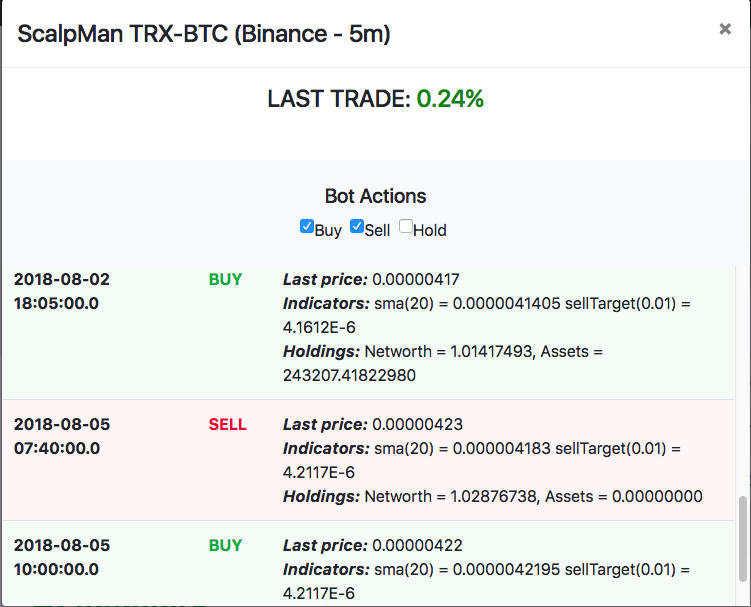 ScalpMan TRX-BTC (Binance - 5m)
×
LAST TRADE: 0.24%
Bot Actions
Buy Sell Hold
2018-08-02 BUY Last price: 0.00000417
18:05:00.0 Indicators: sma(20) = 0.0000041405 sellTarget(0.01) =
4.1612E-6
Holdings: Networth = 1.01417493, Assets =
243207.41822980
2018-08-05 SELL Last price: 0.00000423
07:40:00.0 Indicators: sma(20) = 0.000004183 sellTarget(0.01) =
4.2117E-6
Holdings: Networth = 1.02876738, Assets = 0.00000000
2018-08-05 BUY Last price: 0.00000422
10:00:00.0 Indicators: sma(20) = 0.0000042195 sellTarget(0.01) =
4.2117E-6